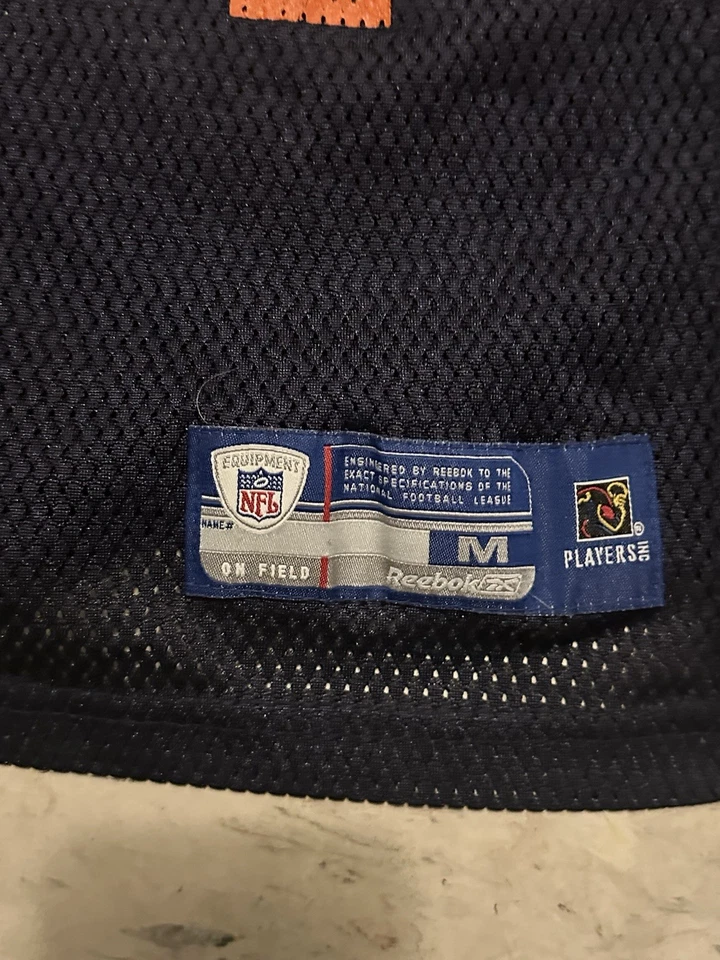 EQUIPMENT
NFL
ENGINEERED BY REEBOK TO THE
EXACT SPECIFICATIONS OF THE
NATIONAL FOOTBALL LEAGUE
NAME#
M
ON FIELD
Reebok
PLAYERS INC
®